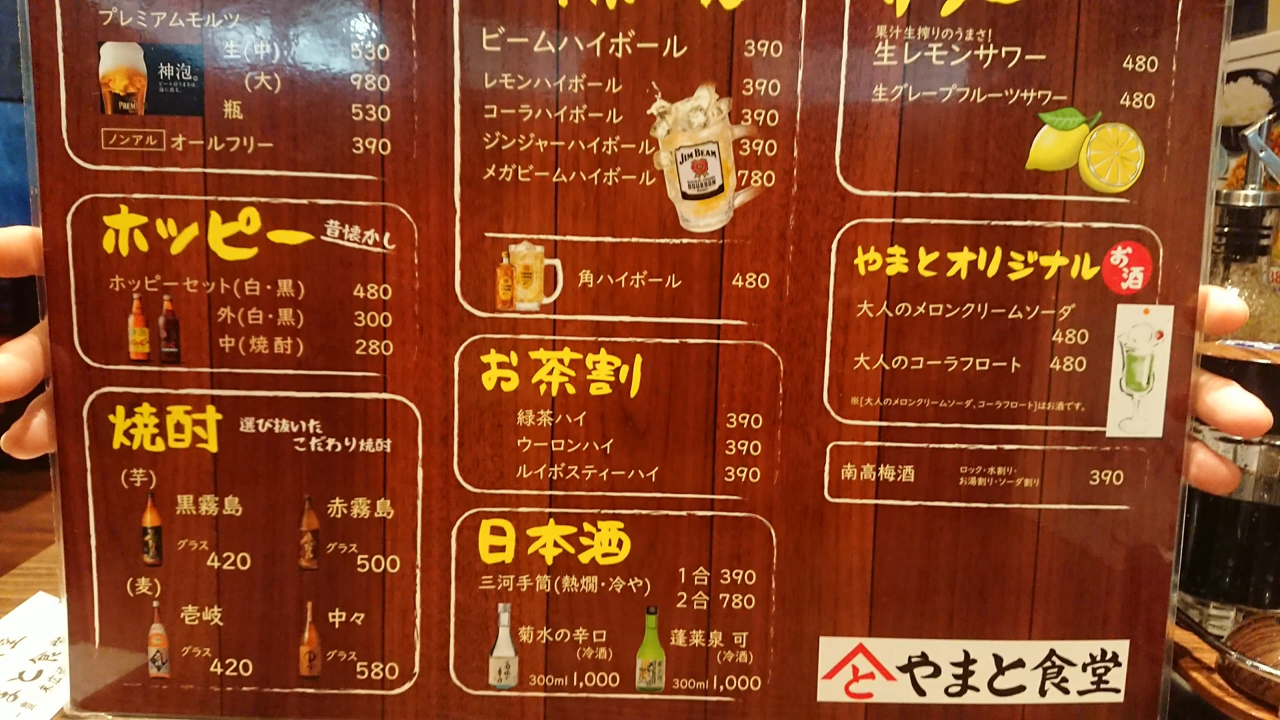 プレミアムモルツ
生(中) 530
(大) 980
瓶 530
神泡。
ノンアル オールフリー 390
ホッピー 昔懐かし
ホッピーセット(白・黒) 480
外(白・黒) 300
中(焼酎) 280
焼酎 選び抜いた
こだわり焼酎
(芋)
黒霧島 グラス 420
赤霧島 グラス 500
(麦)
壱岐 グラス 420
中々 グラス 580
ビームハイボール 390
レモンハイボール 390
コーラハイボール 390
ジンジャーハイボール 390
メガビームハイボール 780
JIM BEAM
BOURBON
角ハイボール 480
お茶割
緑茶ハイ 390
ウーロンハイ 390
ルイボスティーハイ 390
日本酒
三河手筒(熱燗・冷や) 1合 390
2合 780
菊水の辛口
(冷酒)
300ml 1,000
蓬莱泉 可
(冷酒)
300ml 1,000
果汁生搾りのうまさ!
生レモンサワー 480
生グレープフルーツサワー 480
やまとオリジナル お酒
大人のメロンクリームソーダ
480
大人のコーラフロート 480
※[大人のメロンクリームソーダ、コーラフロート]はお酒です。
南高梅酒 ロック・水割り・
お湯割り・ソーダ割り 390
と やまと食堂